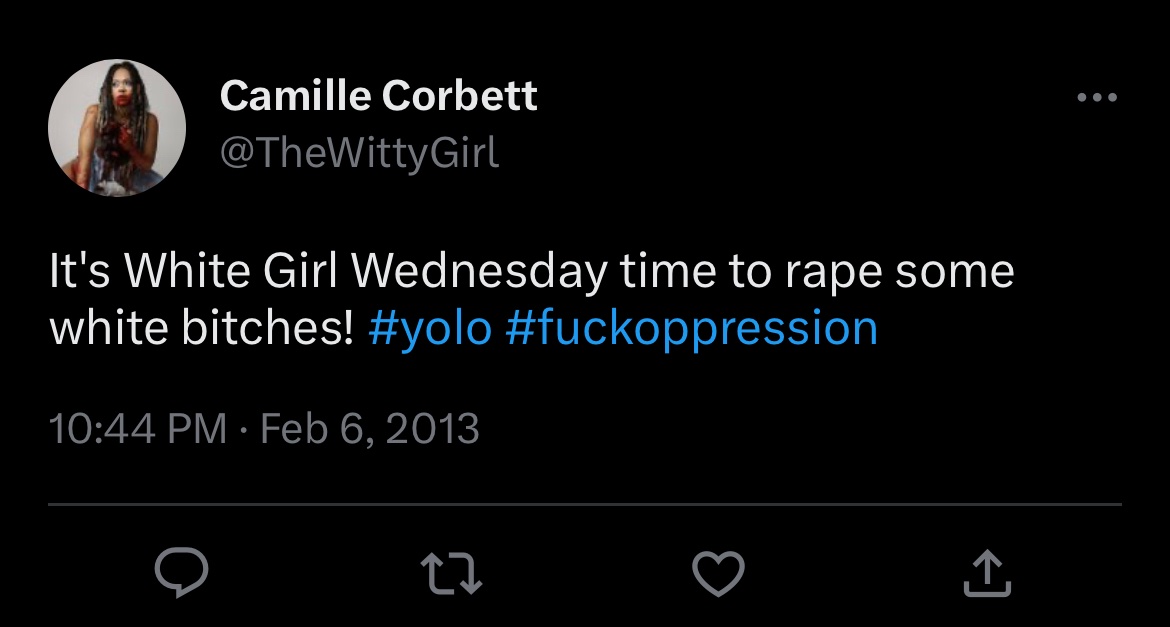 Camille Corbett
@TheWittyGirl
It's White Girl Wednesday time to rape some
white bitches! #yolo #fuckoppression
10:44 PM · Feb 6, 2013